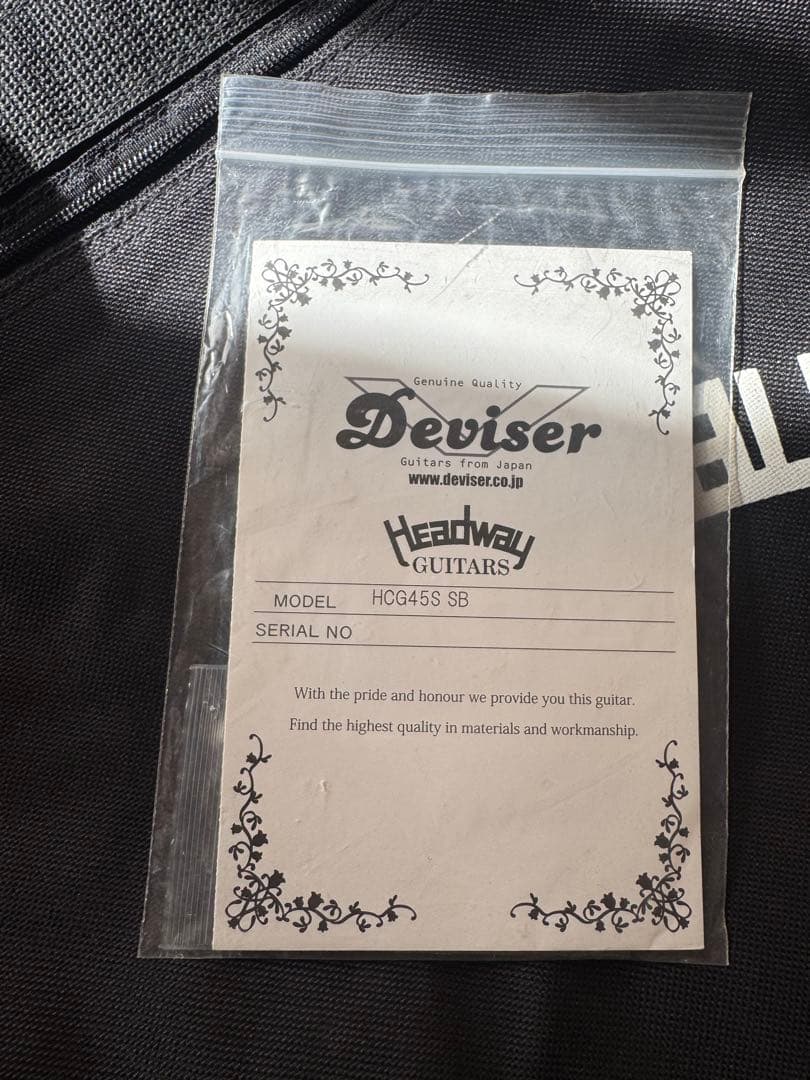 Genuine Quality
Deviser
Guitars from Japan
www.deviser.co.jp
Headway
GUITARS
MODEL HCG45S SB
SERIAL NO
With the pride and honour we provide you this guitar.
Find the highest quality in materials and workmanship.